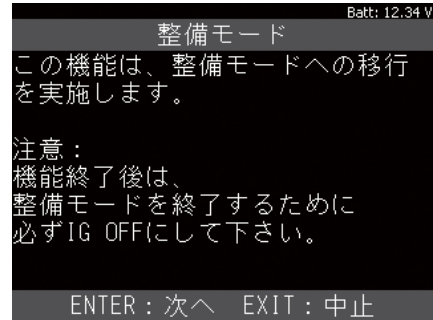 Batt: 12.34 V
整備モード
この機能は、整備モードへの移行
を実施します。
注意：
機能終了後は、
整備モードを終了するために
必ずIG OFFにして下さい。
ENTER：次へ EXIT：中止